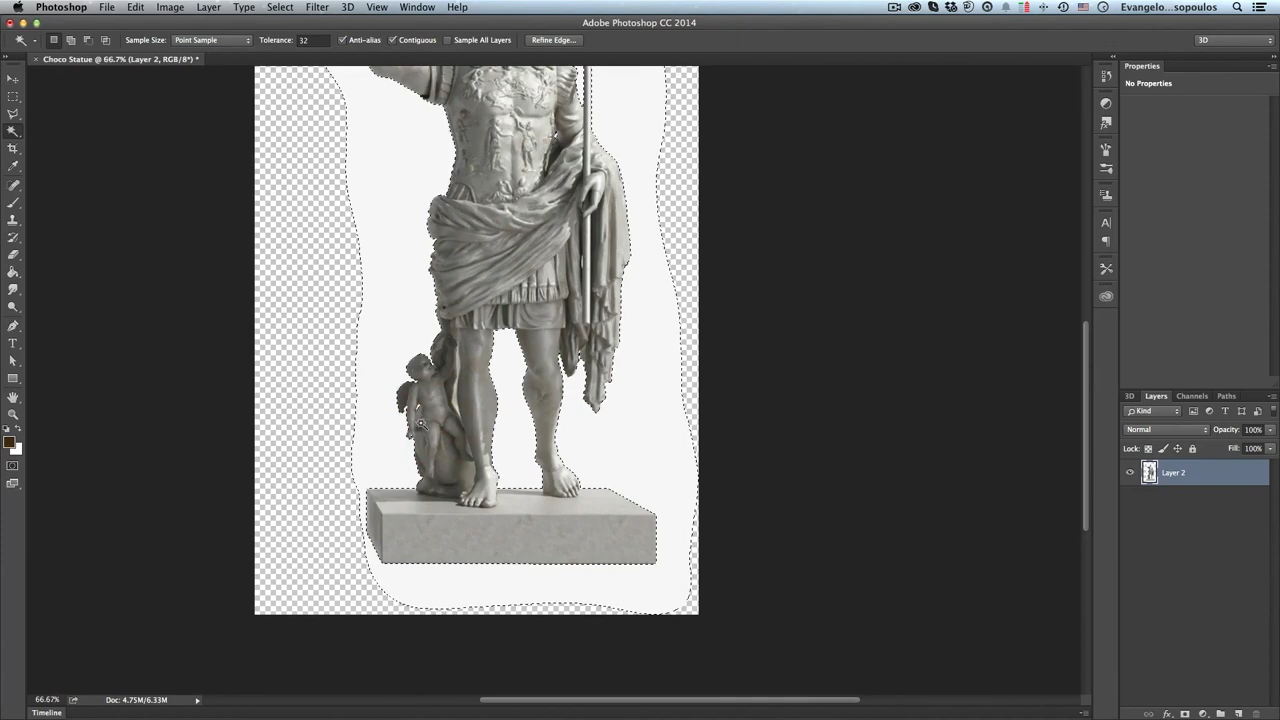 Photoshop File Edit Image Layer Type Select Filter 3D View Window Help Evangelo...sopoulos
Adobe Photoshop CC 2014
Sample Size: Point Sample Tolerance: 32 Anti-alias Contiguous Sample All Layers Refine Edge... 3D
Choco Statue @ 66.7% (Layer 2, RGB/8*) *
Properties
No Properties
3D Layers Channels Paths
Kind
Normal Opacity: 100%
Lock: Fill: 100%
Layer 2
66.67% Doc: 4.75M/6.33M
Timeline